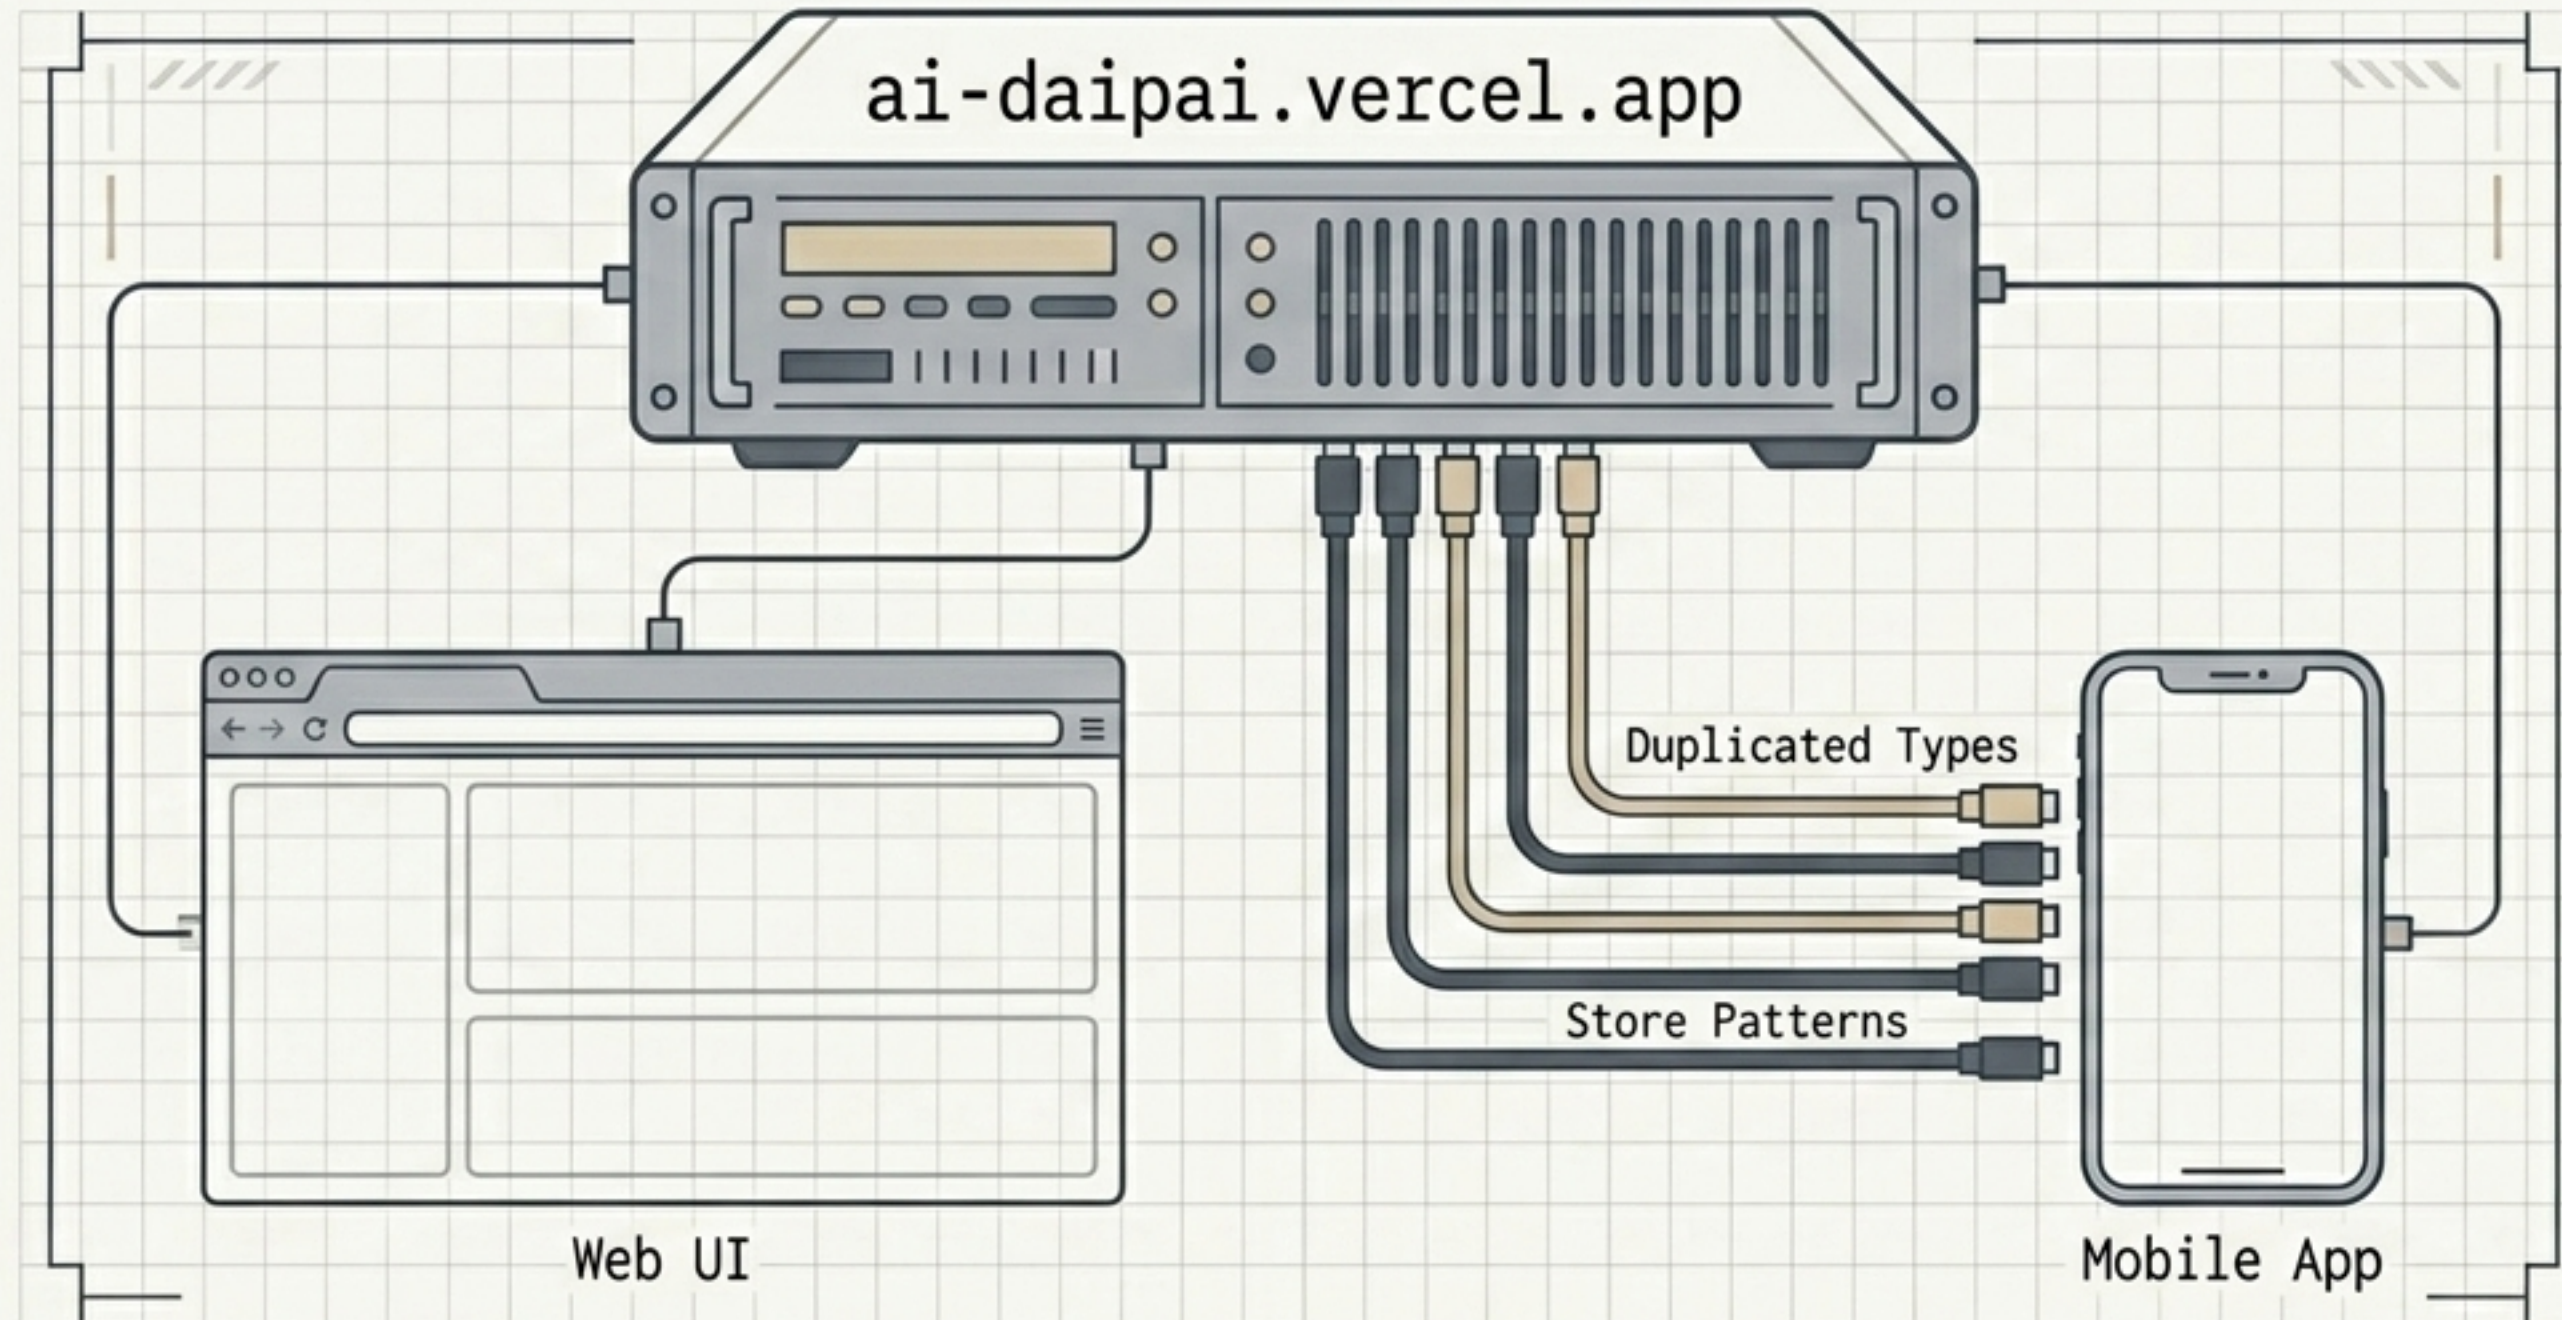 ai-daipai.vercel.app
Duplicated Types
Store Patterns
Web UI
Mobile App